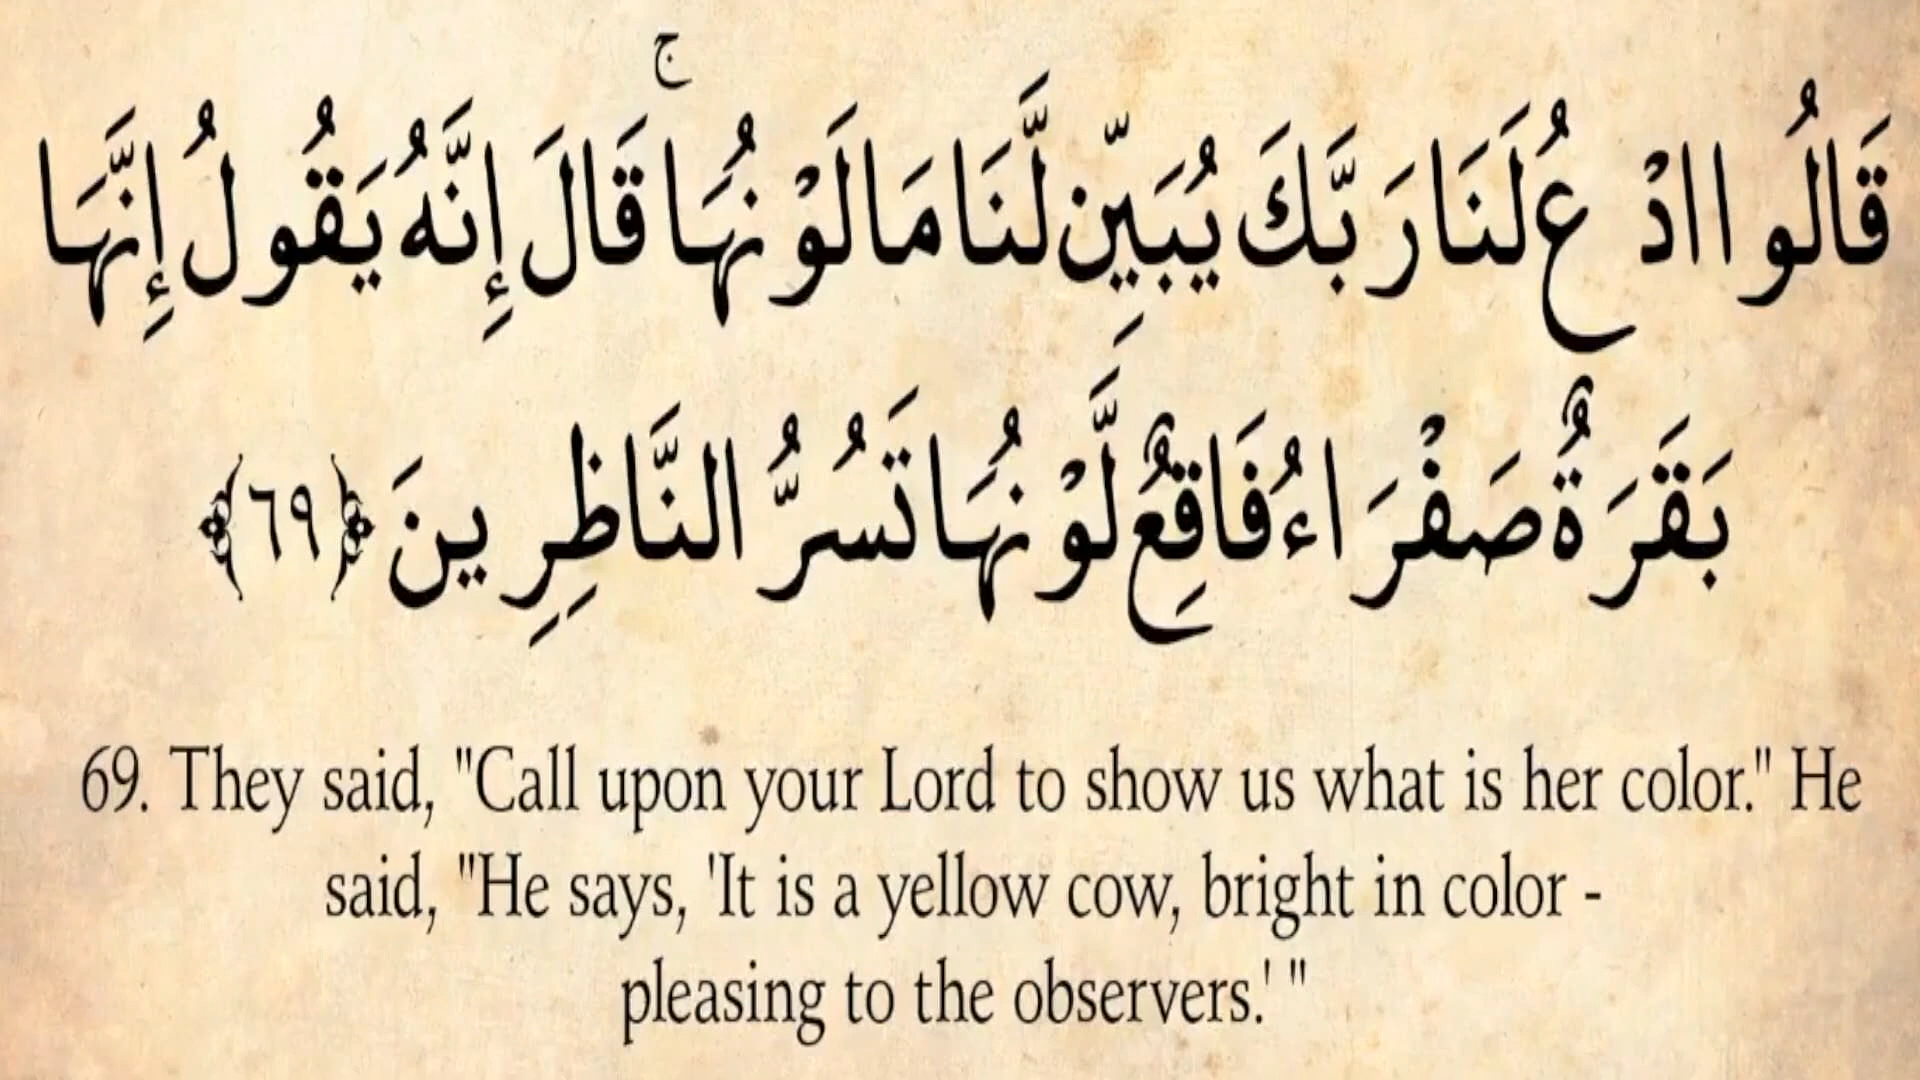 قَالُوا ادْعُ لَنَا رَبَّكَ يُبَيِّن لَّنَا مَا لَوْنُهَا ۚ قَالَ إِنَّهُ يَقُولُ إِنَّهَا
بَقَرَةٌ صَفْرَاءُ فَاقِعٌ لَّوْنُهَا تَسُرُّ النَّاظِرِينَ ﴿٦٩﴾
69. They said, "Call upon your Lord to show us what is her color." He
said, "He says, 'It is a yellow cow, bright in color -
pleasing to the observers.' "